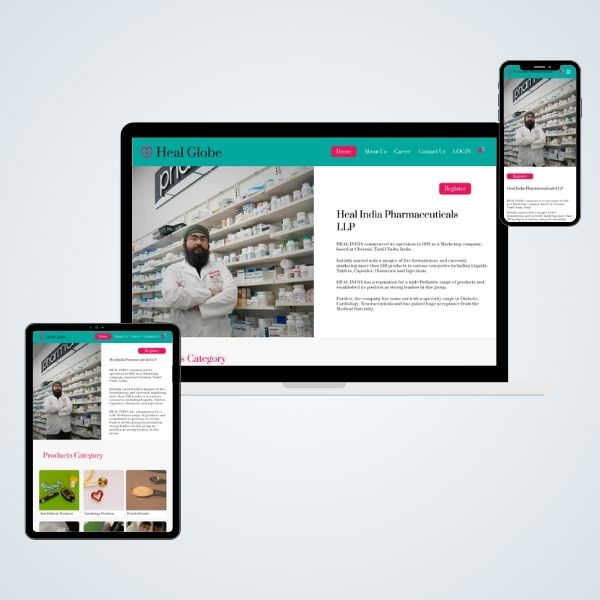 Heal Globe
Home About Us Career Contact Us LOGIN
pha
Register
Heal India Pharmaceuticals
LLP
HEAL INDIA commenced its operation in 1991 as a Marketing company,
based at Chennai, Tamil Nadu, India.
Initially started with a meagre of five formulations and currently
marketing more than 150 products in various categories including Liquids,
Tablets, Capsules, Ointments and Injections.
HEAL INDIA has a reputation for a wide Pediatric range of products and
established its position as strong leaders in this group.
Further, the company has come out with a specialty range in Diabetic,
Cardiology, Neutraceuticals and has gained huge acceptance from the
Medical fraternity
s Category
Register
Heal India Pharmaceuticals LLP
Heal Globe
Home About Us Career Contact Us
Register
Heal India Pharmaceuticals LLP
Products Category
Anti Diabetic Products Cardiology Products Protein Powder